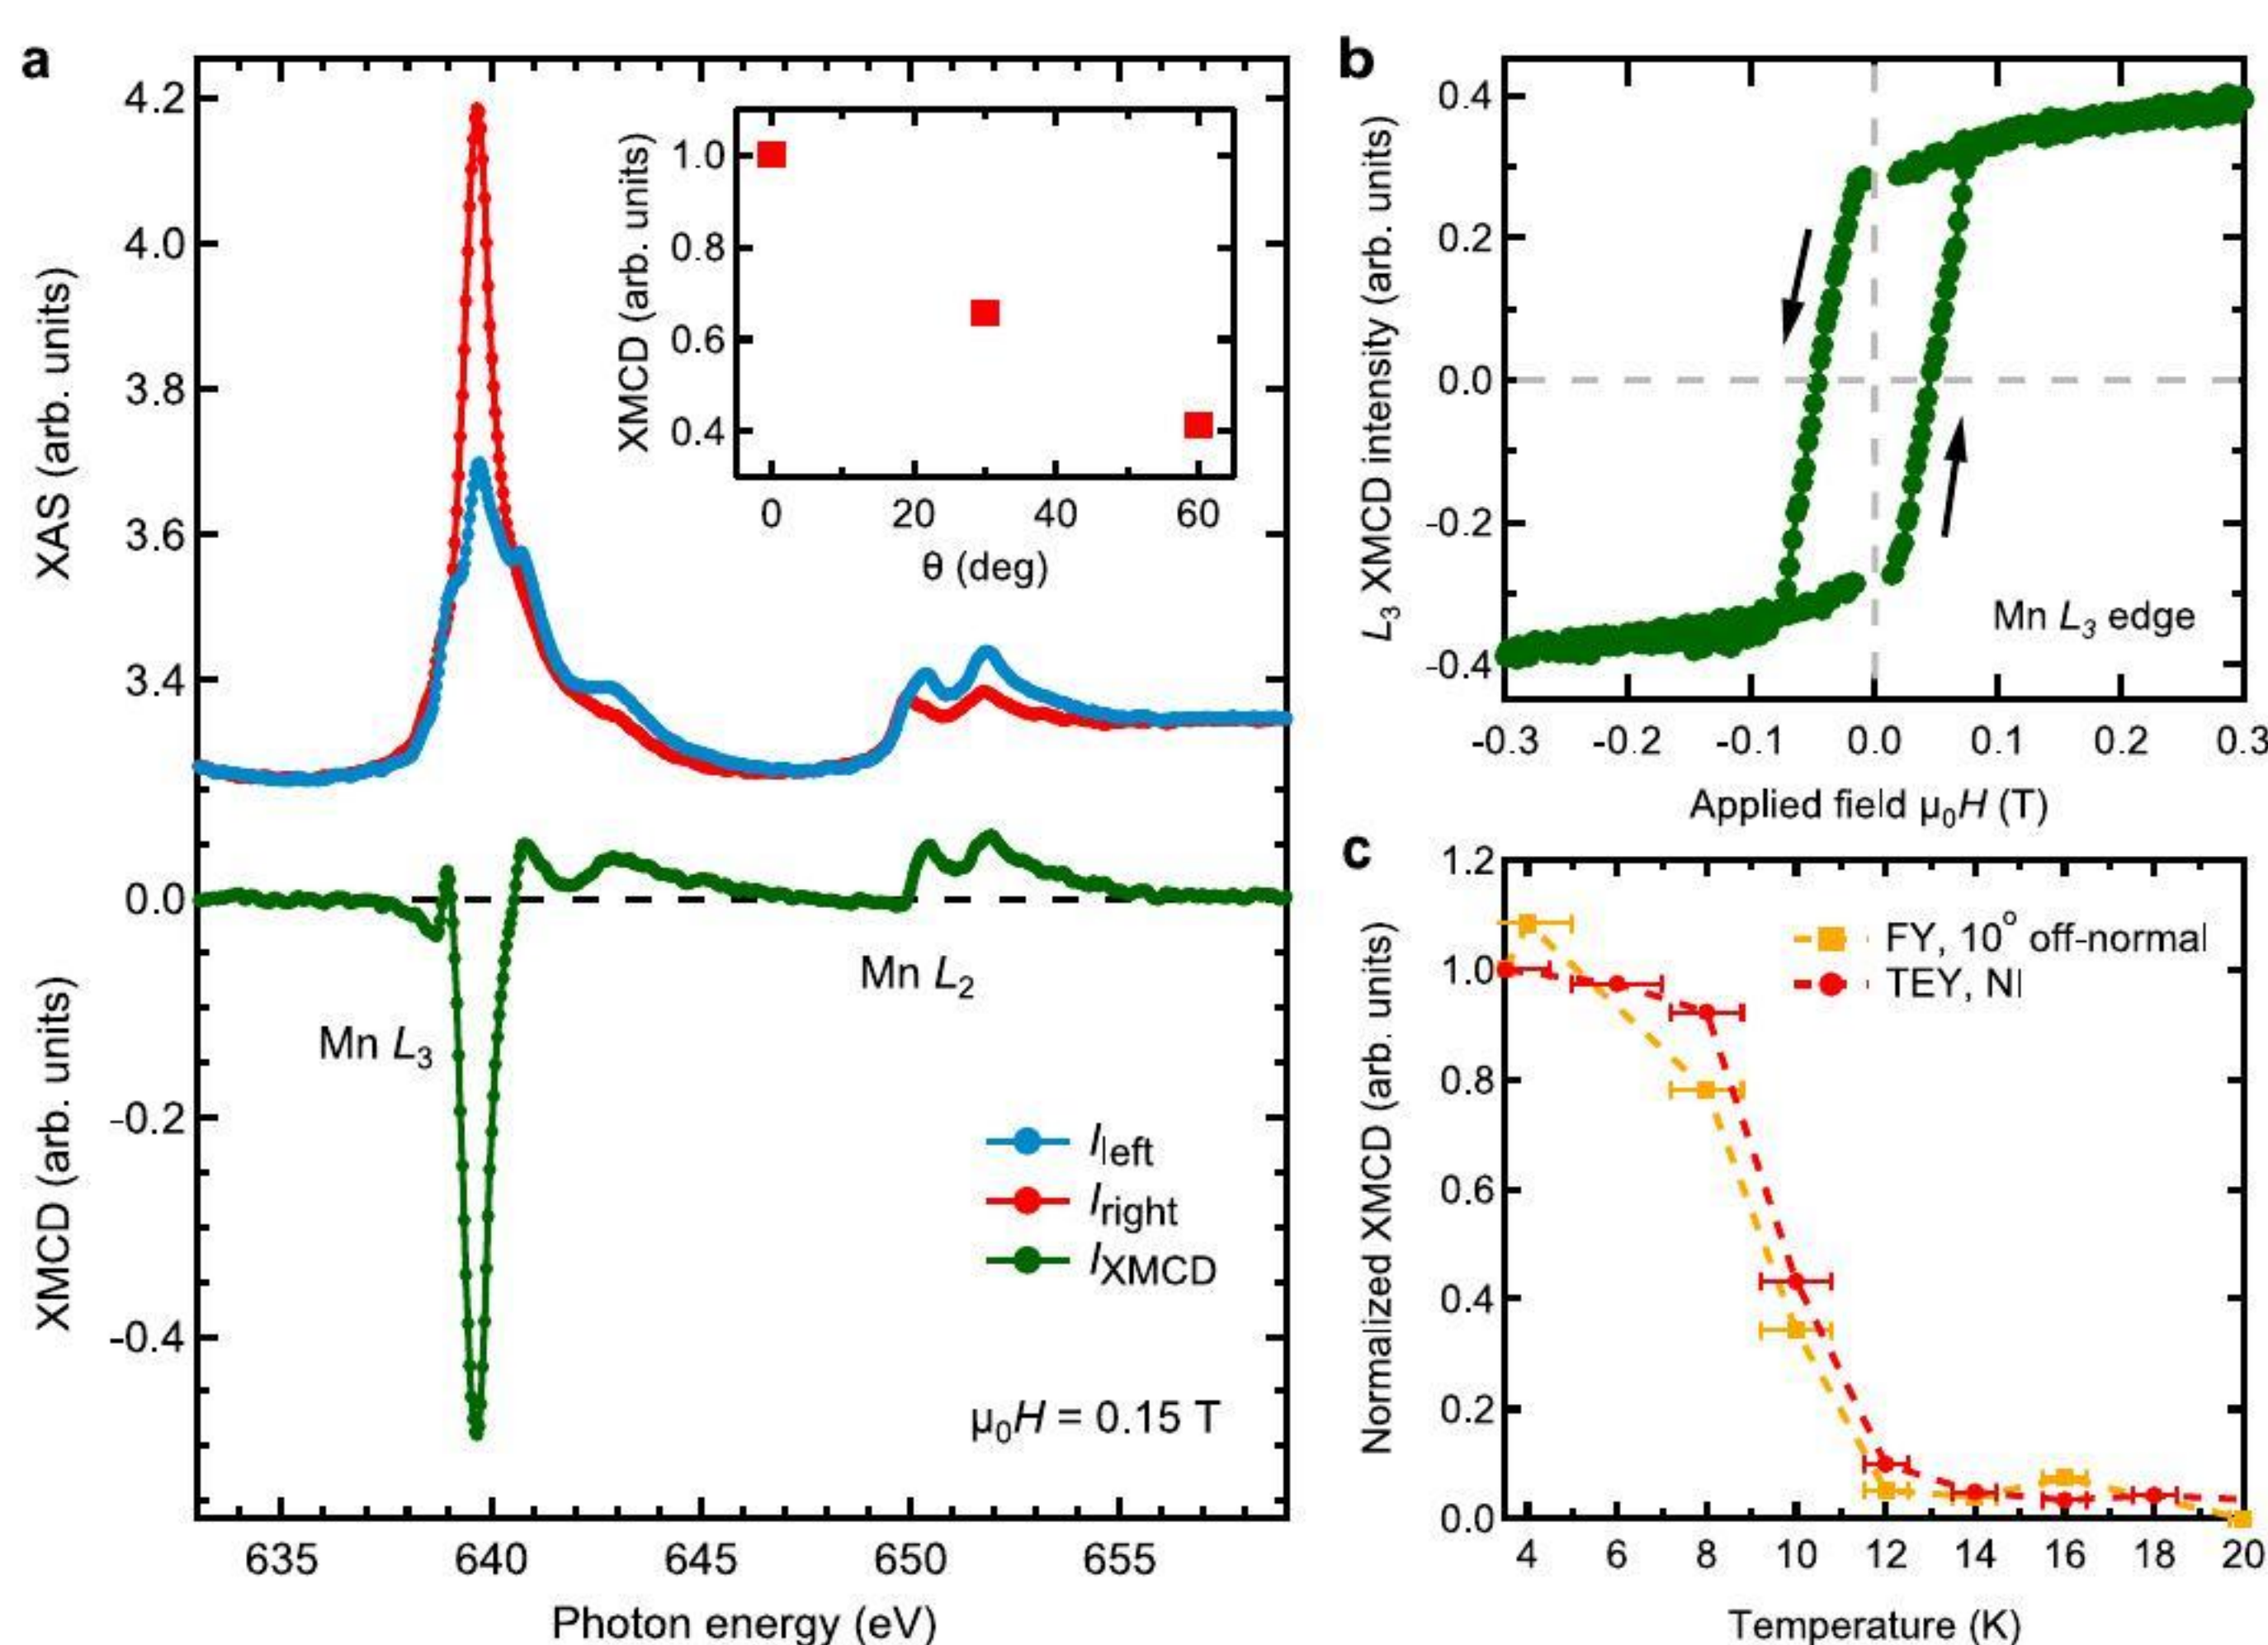 a
4.2
4.0
3.8
3.6
3.4
0.0
-0.2
-0.4
XAS (arb. units)
XMCD (arb. units)
1.0
0.8
0.6
0.4
XMCD (arb. units)
0
20
40
60
θ (deg)
Mn L3
Mn L2
Ileft
Iright
IXMCD
μ0H = 0.15 T
635
640
645
650
655
Photon energy (eV)
b
0.4
0.2
0.0
-0.2
-0.4
L3 XMCD intensity (arb. units)
Mn L3 edge
-0.3
-0.2
-0.1
0.0
0.1
0.2
0.3
Applied field μ0H (T)
c
1.2
1.0
0.8
0.6
0.4
0.2
0.0
Normalized XMCD (arb. units)
FY, 10° off-normal
TEY, NI
4
6
8
10
12
14
16
18
20
Temperature (K)